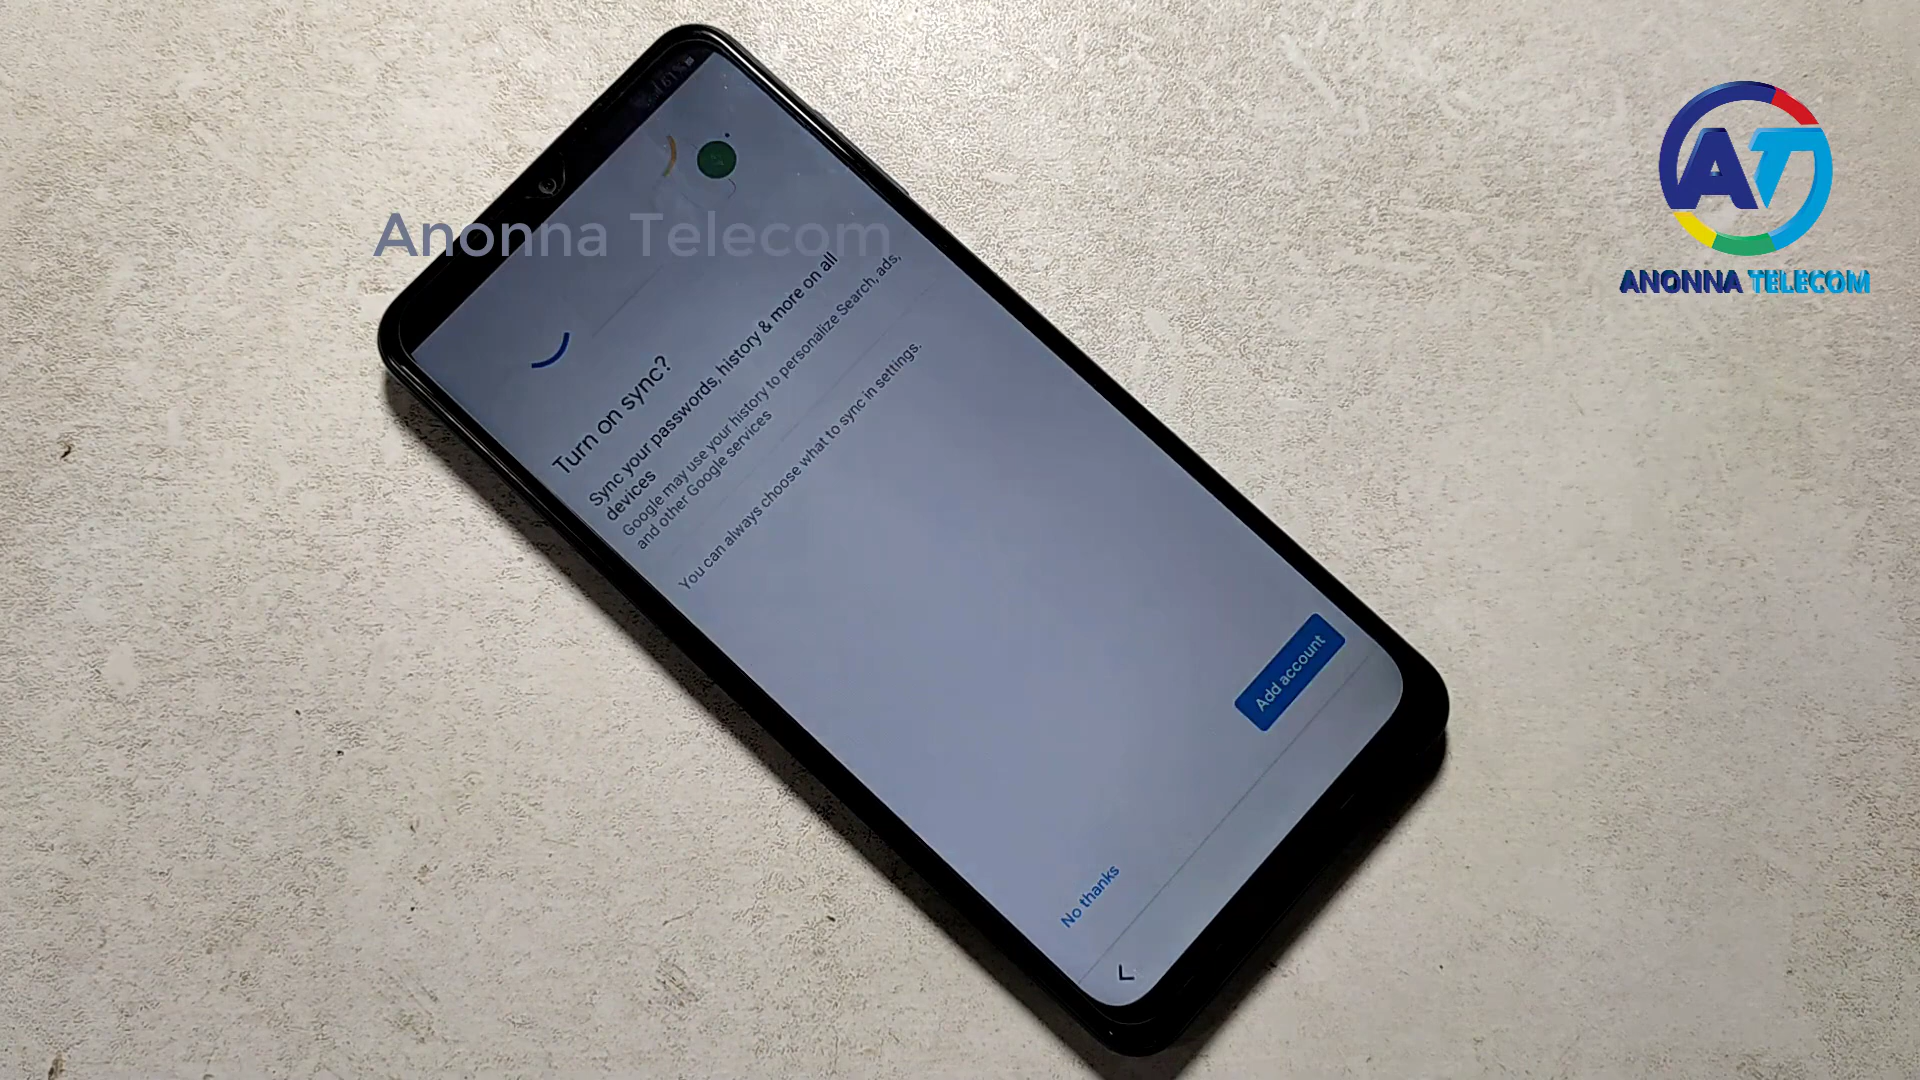 61%
Anonna Telecom
Turn on sync?
Sync your passwords, history & more on all
devices
Google may use your history to personalize Search, ads,
and other Google services
You can always choose what to sync in settings.
Add account
No thanks
AT
ANONNA TELECOM